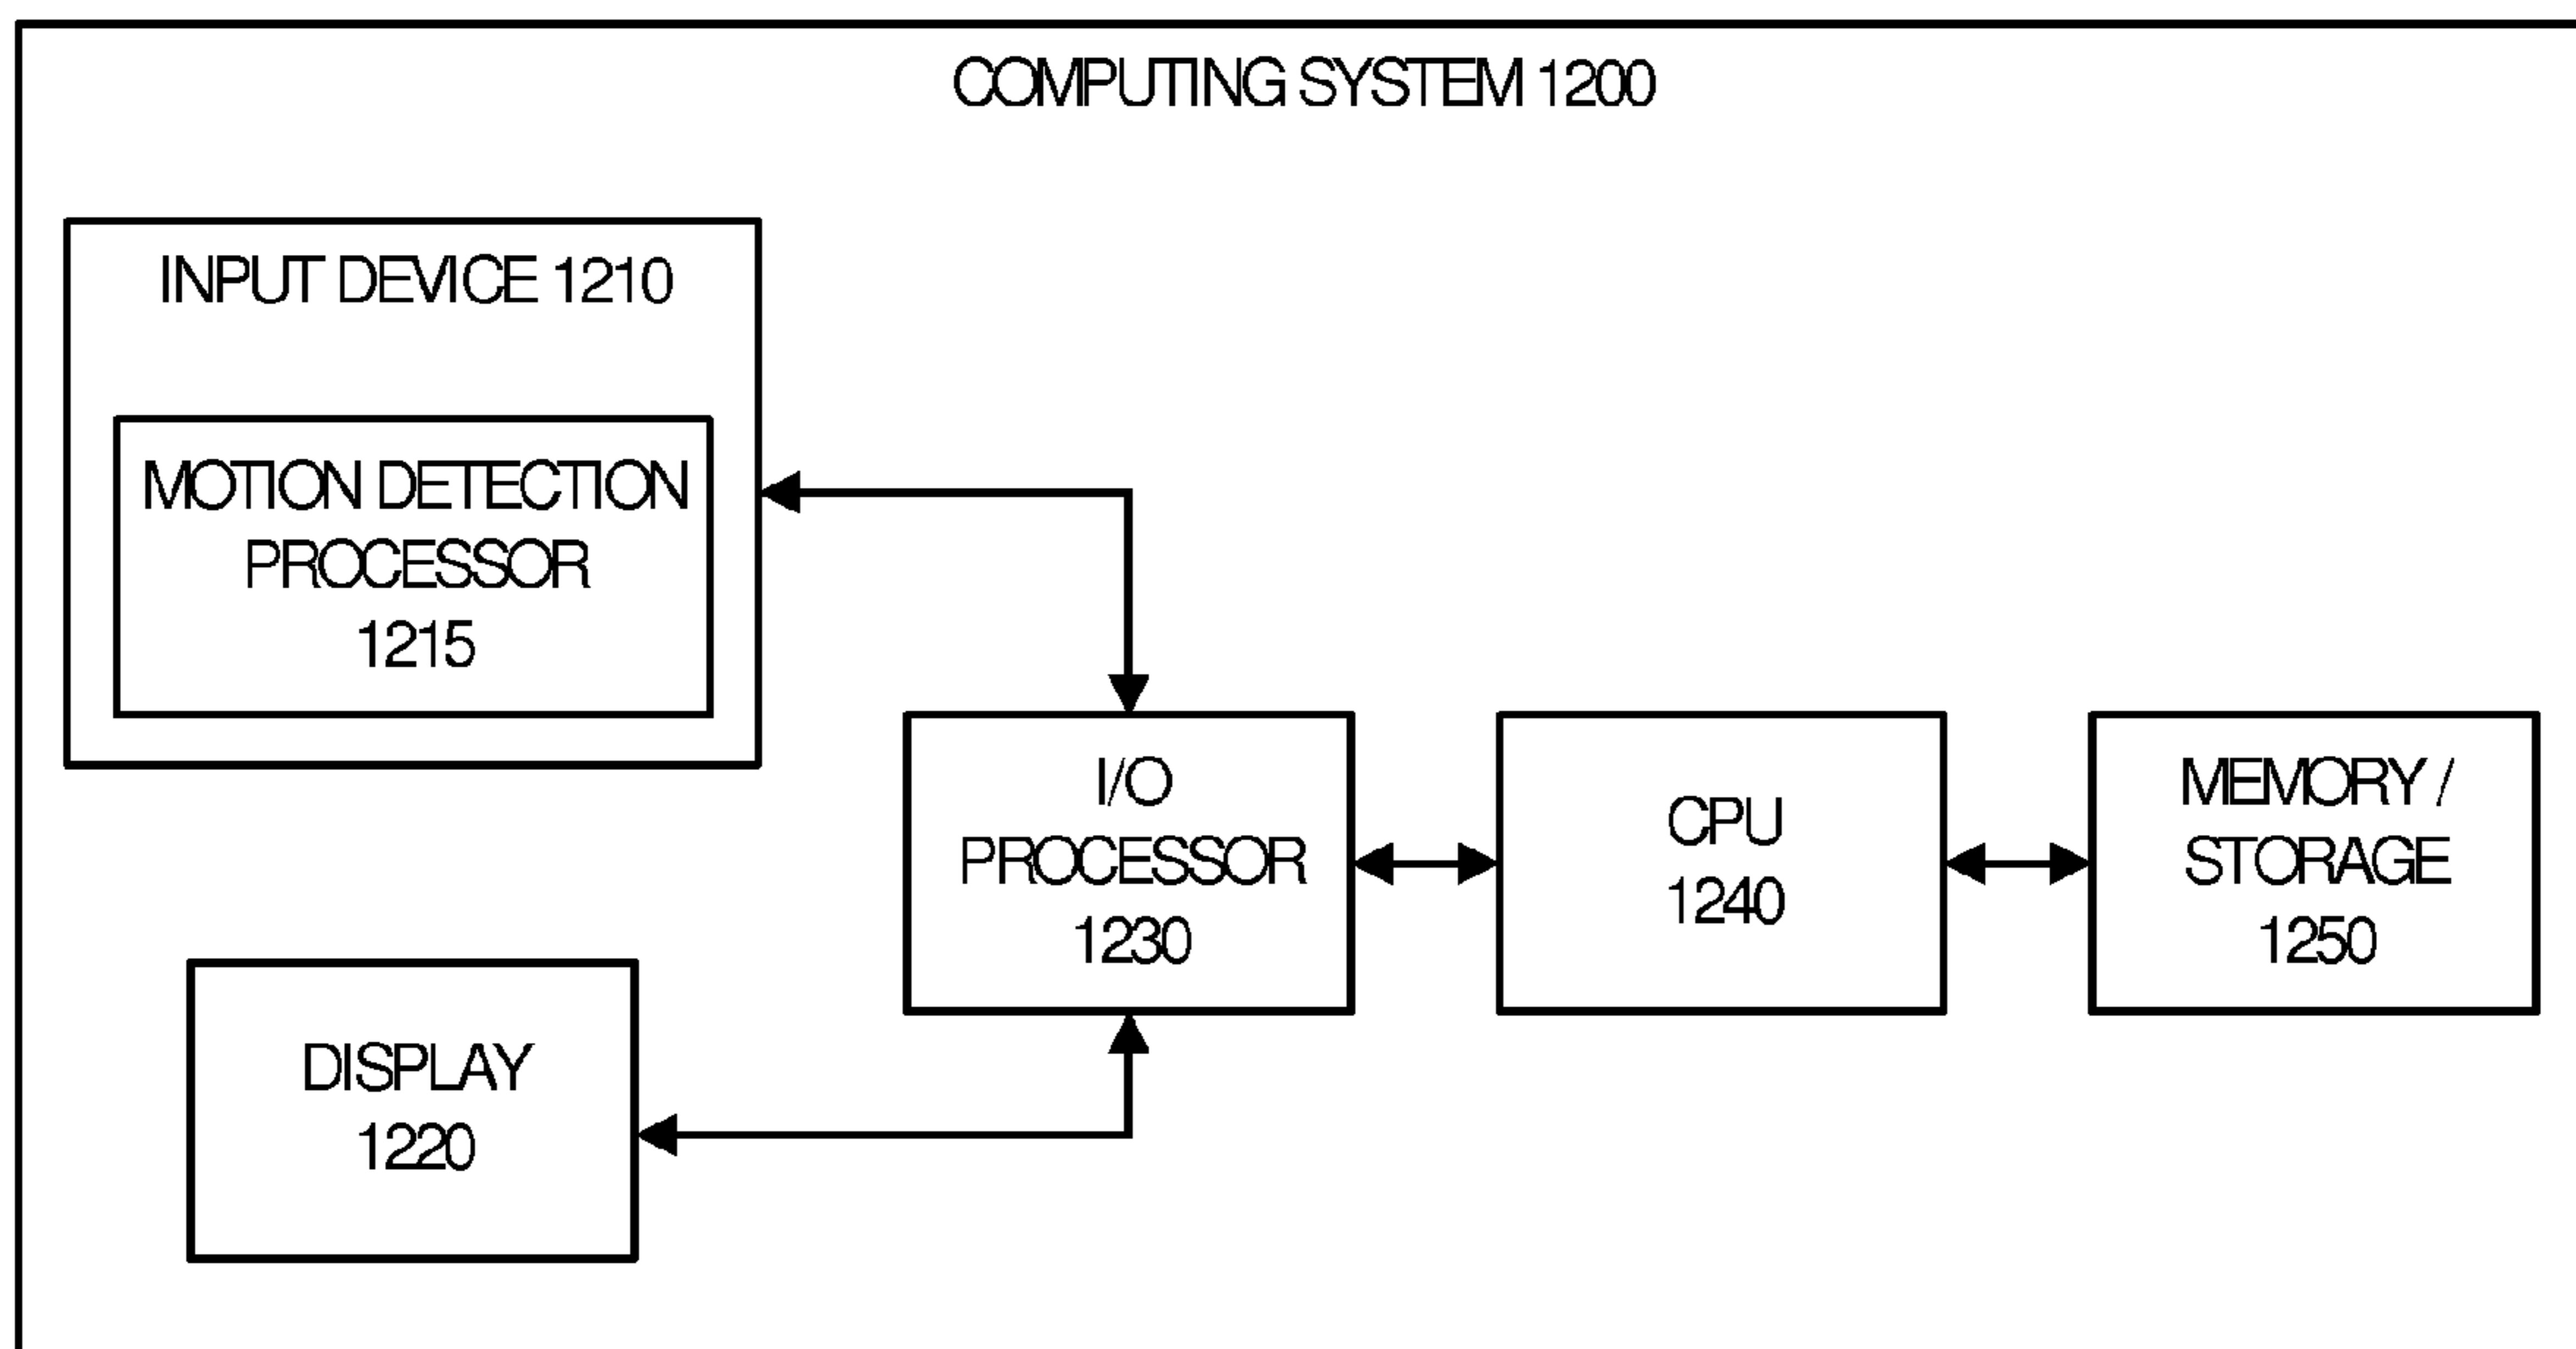 COMPUTING SYSTEM 1200
INPUT DEVICE 1210
MOTION DETECTION
PROCESSOR
1215
I/O
PROCESSOR
1230
CPU
1240
MEMORY /
STORAGE
1250
DISPLAY
1220